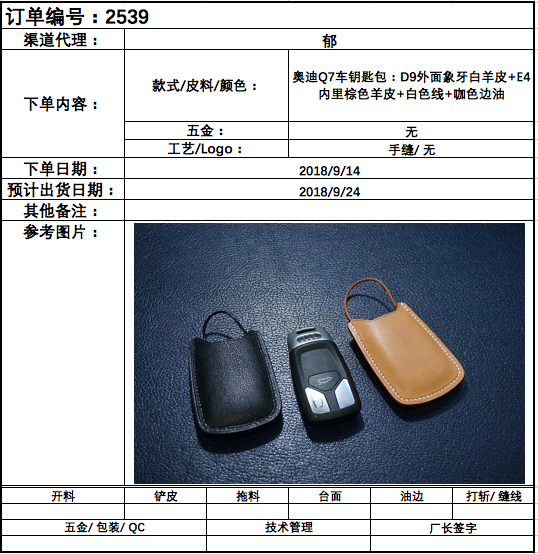 订单编号：2539
渠道代理： 郁
下单内容：
款式/皮料/颜色： 奥迪Q7车钥匙包：D9外面象牙白羊皮+E4
内里棕色羊皮+白色线+咖色边油
五金： 无
工艺/Logo： 手缝/ 无
下单日期： 2018/9/14
预计出货日期： 2018/9/24
其他备注：
参考图片：
开料 铲皮 拖料 台面 油边 打斩/ 缝线
五金/ 包装/ QC 技术管理 厂长签字